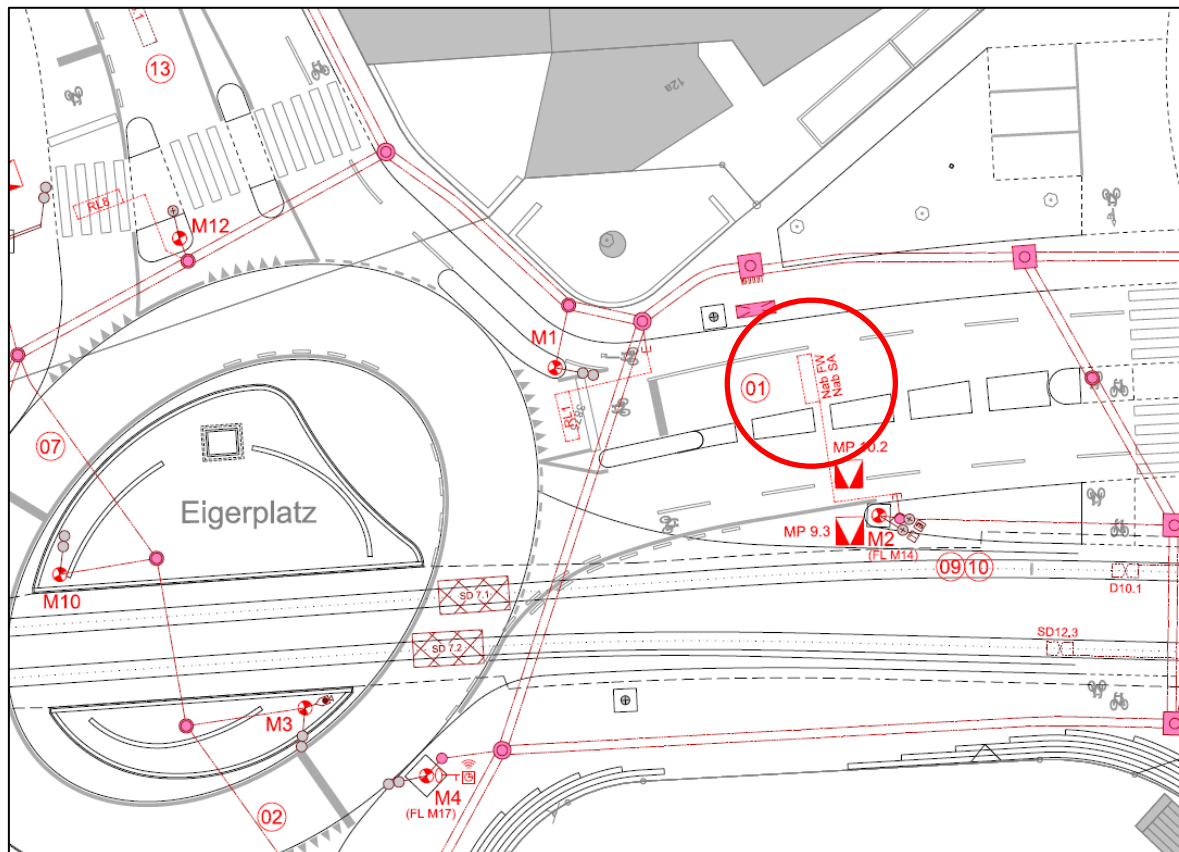 13
12a
RL8
M12
M1
01
Nab FW
Nab SA
RL1
MP 10.2
07
Eigerplatz
MP 9.3
M2
(FL M14)
09 10
SD 7.1
D10.1
M10
SD 7.2
SD12.3
M3
M4
(FL M17)
02